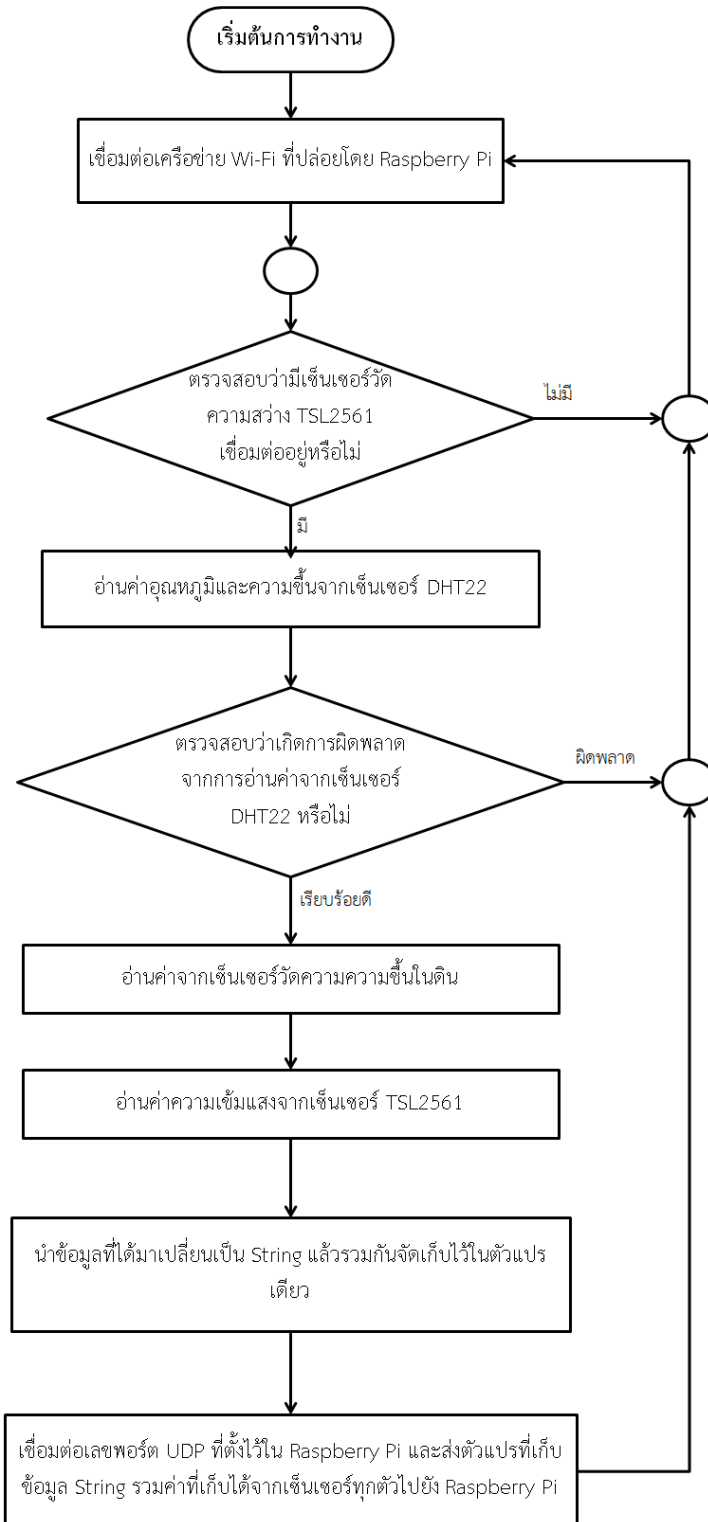 เริ่มต้นการทำงาน
เชื่อมต่อเครือข่าย Wi-Fi ที่ปล่อยโดย Raspberry Pi
ตรวจสอบว่ามีเซ็นเซอร์วัด
ความสว่าง TSL2561
เชื่อมต่ออยู่หรือไม่
ไม่มี
มี
อ่านค่าอุณหภูมิและความชื้นจากเซ็นเซอร์ DHT22
ตรวจสอบว่าเกิดการผิดพลาด
จากการอ่านค่าจากเซ็นเซอร์
DHT22 หรือไม่
ผิดพลาด
เรียบร้อยดี
อ่านค่าจากเซ็นเซอร์วัดความความชื้นในดิน
อ่านค่าความเข้มแสงจากเซ็นเซอร์ TSL2561
นำข้อมูลที่ได้มาเปลี่ยนเป็น String แล้วรวมกันจัดเก็บไว้ในตัวแปร
เดียว
เชื่อมต่อเลขพอร์ต UDP ที่ตั้งไว้ใน Raspberry Pi และส่งตัวแปรที่เก็บ
ข้อมูล String รวมค่าที่เก็บได้จากเซ็นเซอร์ทุกตัวไปยัง Raspberry Pi